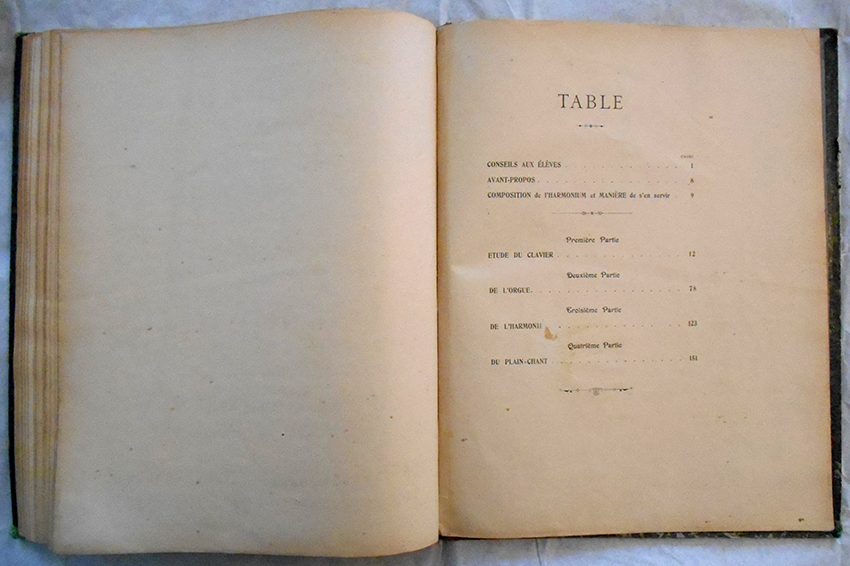 TABLE
PAGES
CONSEILS AUX ÉLÈVES 1
AVANT-PROPOS 8
COMPOSITION de l'HARMONIUM et MANIÈRE de s'en servir 9
Première Partie
ETUDE DU CLAVIER 12
Deuxième Partie
DE L'ORGUE 78
Troisième Partie
DE L'HARMONIE 123
Quatrième Partie
DU PLAIN-CHANT 181